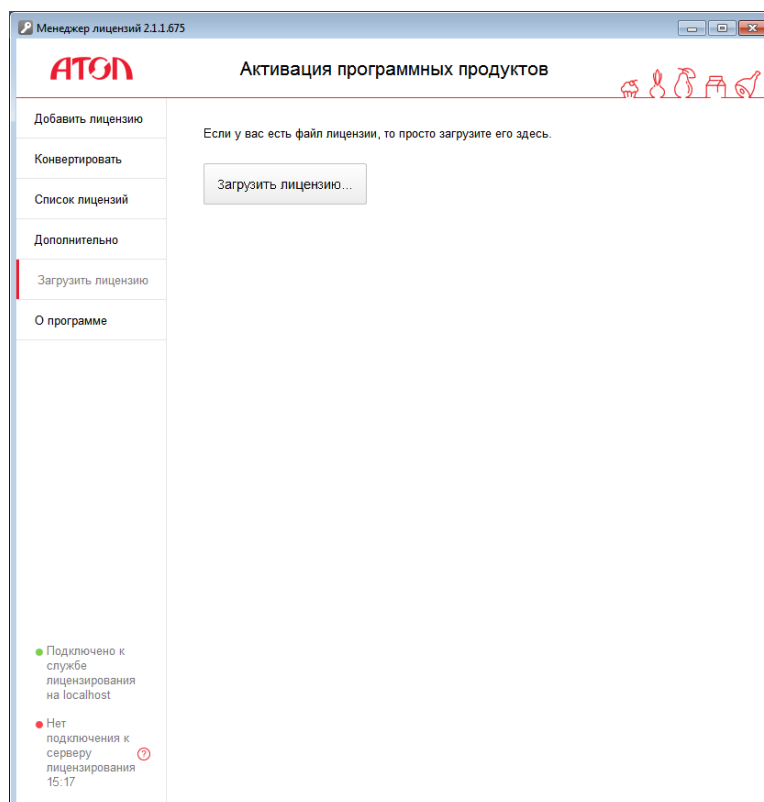 Менеджер лицензий 2.1.1.675
АТОЛ
Активация программных продуктов
Добавить лицензию
Конвертировать
Список лицензий
Дополнительно
Загрузить лицензию
О программе
Если у вас есть файл лицензии, то просто загрузите его здесь.
Загрузить лицензию...
Подключено к
службе
лицензирования
на localhost
Нет
подключения к
серверу
лицензирования
15:17
?